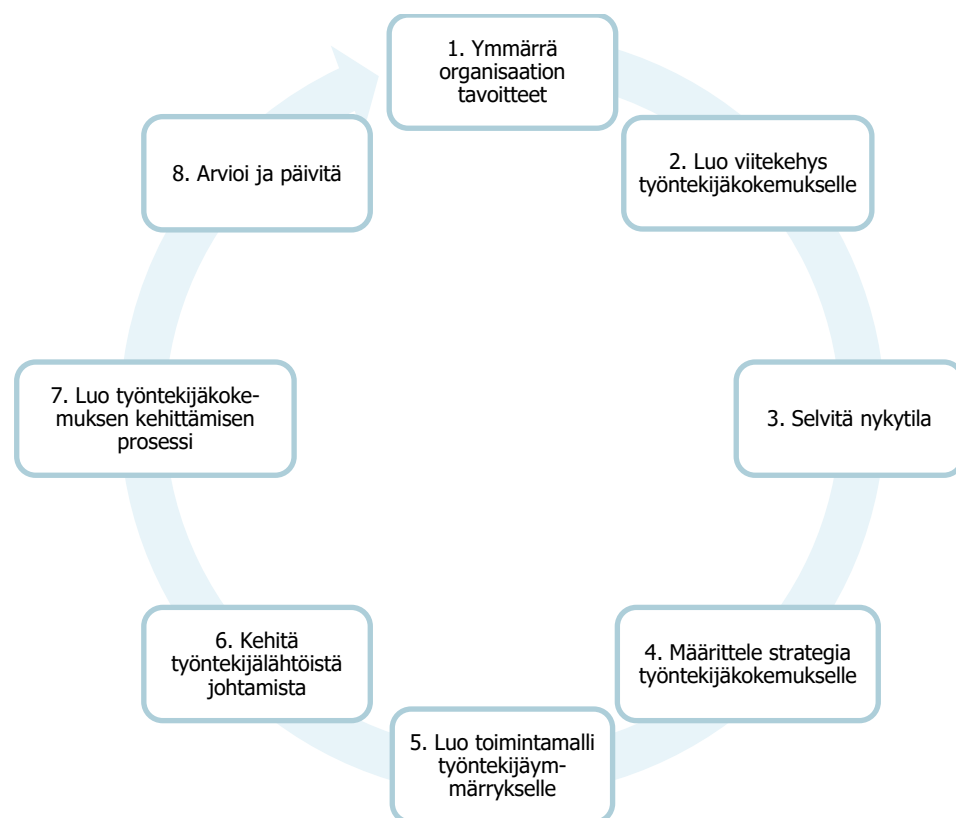 1. Ymmärrä
organisaation
tavoitteet
2. Luo viitekehys
työntekijäkokemukselle
3. Selvitä nykytila
4. Määrittele strategia
työntekijäkokemukselle
5. Luo toimintamalli
työntekijäym-
märrykselle
6. Kehitä
työntekijälähtöistä
johtamista
7. Luo työntekijäkoke-
muksen kehittämisen
prosessi
8. Arvioi ja päivitä